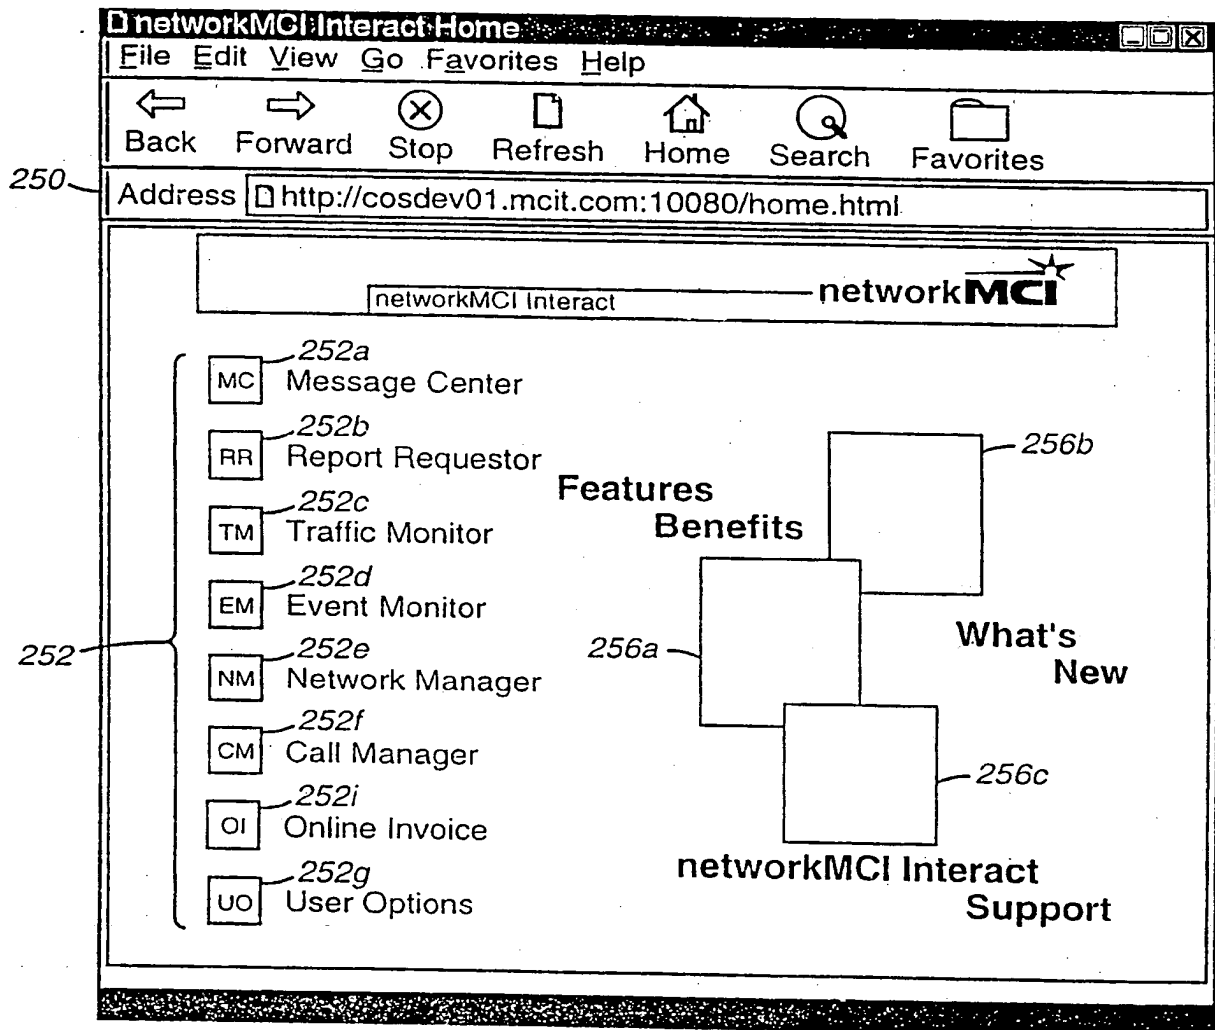 networkMCI Interact Home
File Edit View Go Favorites Help
Back Forward Stop Refresh Home Search Favorites
250
Address http://cosdev01.mcit.com:10080/home.html
networkMCI Interact
networkMCI
252a
MC Message Center
252b
RR Report Requestor
252c
TM Traffic Monitor
252d
EM Event Monitor
252e
NM Network Manager
252f
CM Call Manager
252i
OI Online Invoice
252g
UO User Options
252
Features
Benefits
256b
256a
What's
New
256c
networkMCI Interact
Support